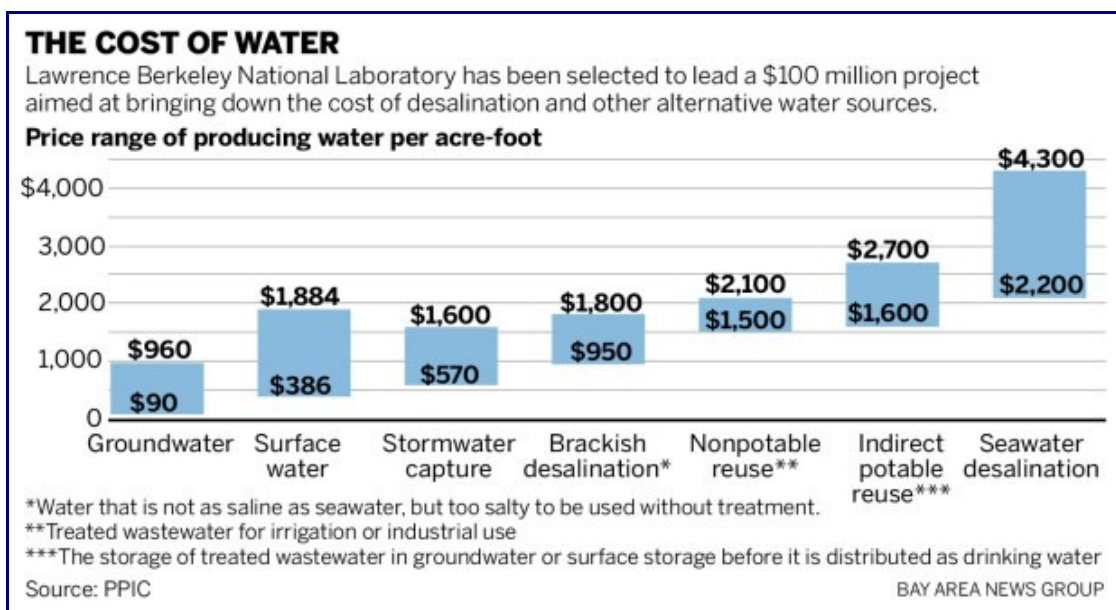 THE COST OF WATER
Lawrence Berkeley National Laboratory has been selected to lead a $100 million project
aimed at bringing down the cost of desalination and other alternative water sources.
Price range of producing water per acre-foot
$4,000
3,000
2,000
1,000
0
$960
$90
$1,884
$386
$1,600
$570
$1,800
$950
$2,100
$1,500
$2,700
$1,600
$4,300
$2,200
Groundwater
Surface
water
Stormwater
capture
Brackish
desalination*
Nonpotable
reuse**
Indirect
potable
reuse***
Seawater
desalination
*Water that is not as saline as seawater, but too salty to be used without treatment.
**Treated wastewater for irrigation or industrial use
***The storage of treated wastewater in groundwater or surface storage before it is distributed as drinking water
Source: PPIC
BAY AREA NEWS GROUP